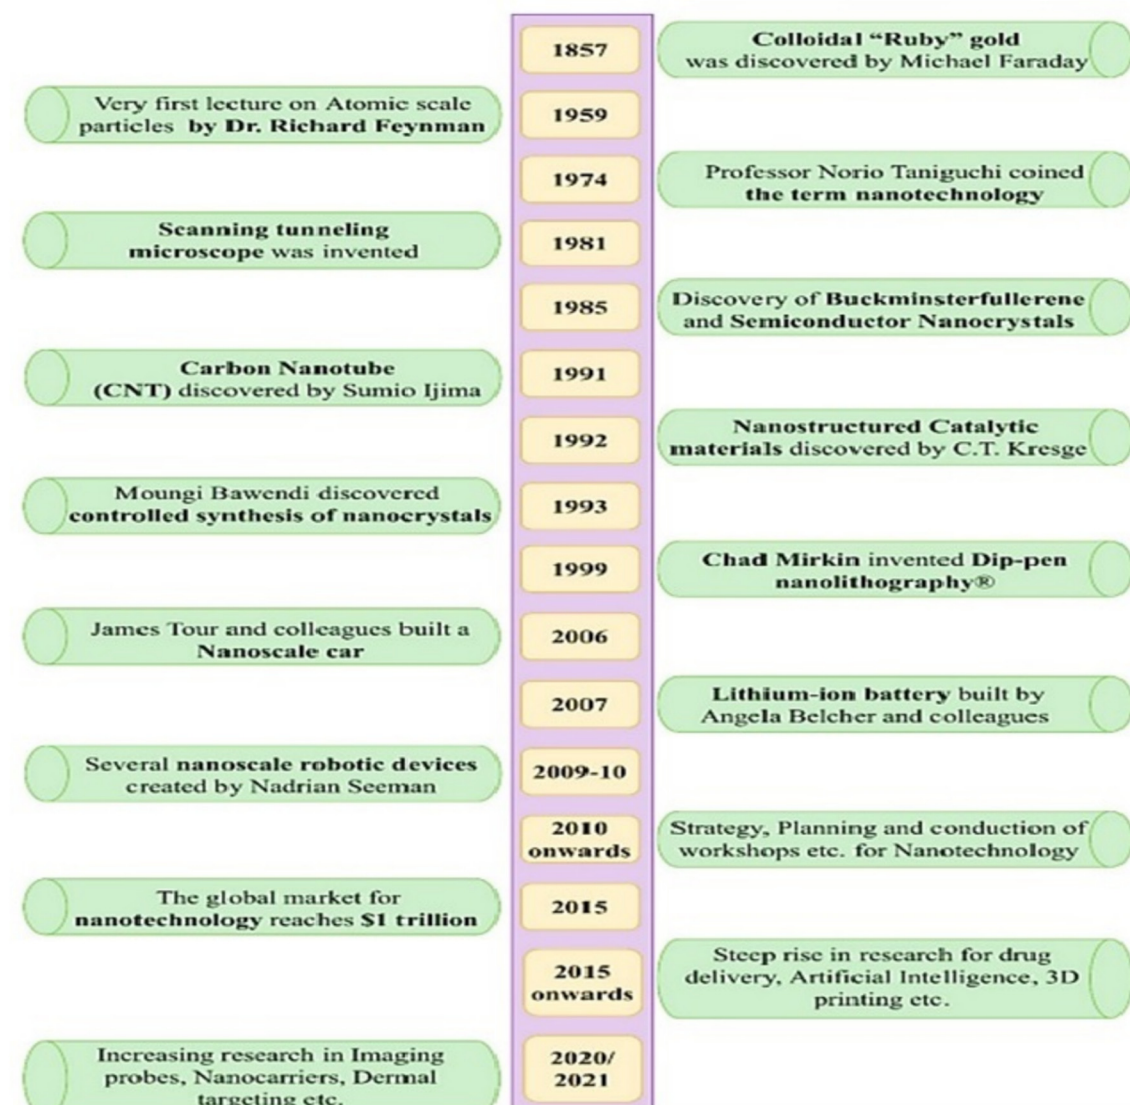 1857
Colloidal “Ruby” gold
was discovered by Michael Faraday
Very first lecture on Atomic scale
particles by Dr. Richard Feynman
1959
1974
Professor Norio Taniguchi coined
the term nanotechnology
Scanning tunneling
microscope was invented
1981
1985
Discovery of Buckminsterfullerene
and Semiconductor Nanocrystals
Carbon Nanotube
(CNT) discovered by Sumio Ijima
1991
1992
Nanostructured Catalytic
materials discovered by C.T. Kresge
Moungi Bawendi discovered
controlled synthesis of nanocrystals
1993
1999
Chad Mirkin invented Dip-pen
nanolithography®
James Tour and colleagues built a
Nanoscale car
2006
2007
Lithium-ion battery built by
Angela Belcher and colleagues
Several nanoscale robotic devices
created by Nadrian Seeman
2009-10
2010
onwards
Strategy, Planning and conduction of
workshops etc. for Nanotechnology
The global market for
nanotechnology reaches $1 trillion
2015
2015
onwards
Steep rise in research for drug
delivery, Artificial Intelligence, 3D
printing etc.
Increasing research in Imaging
probes, Nanocarriers, Dermal
targeting etc.
2020/
2021